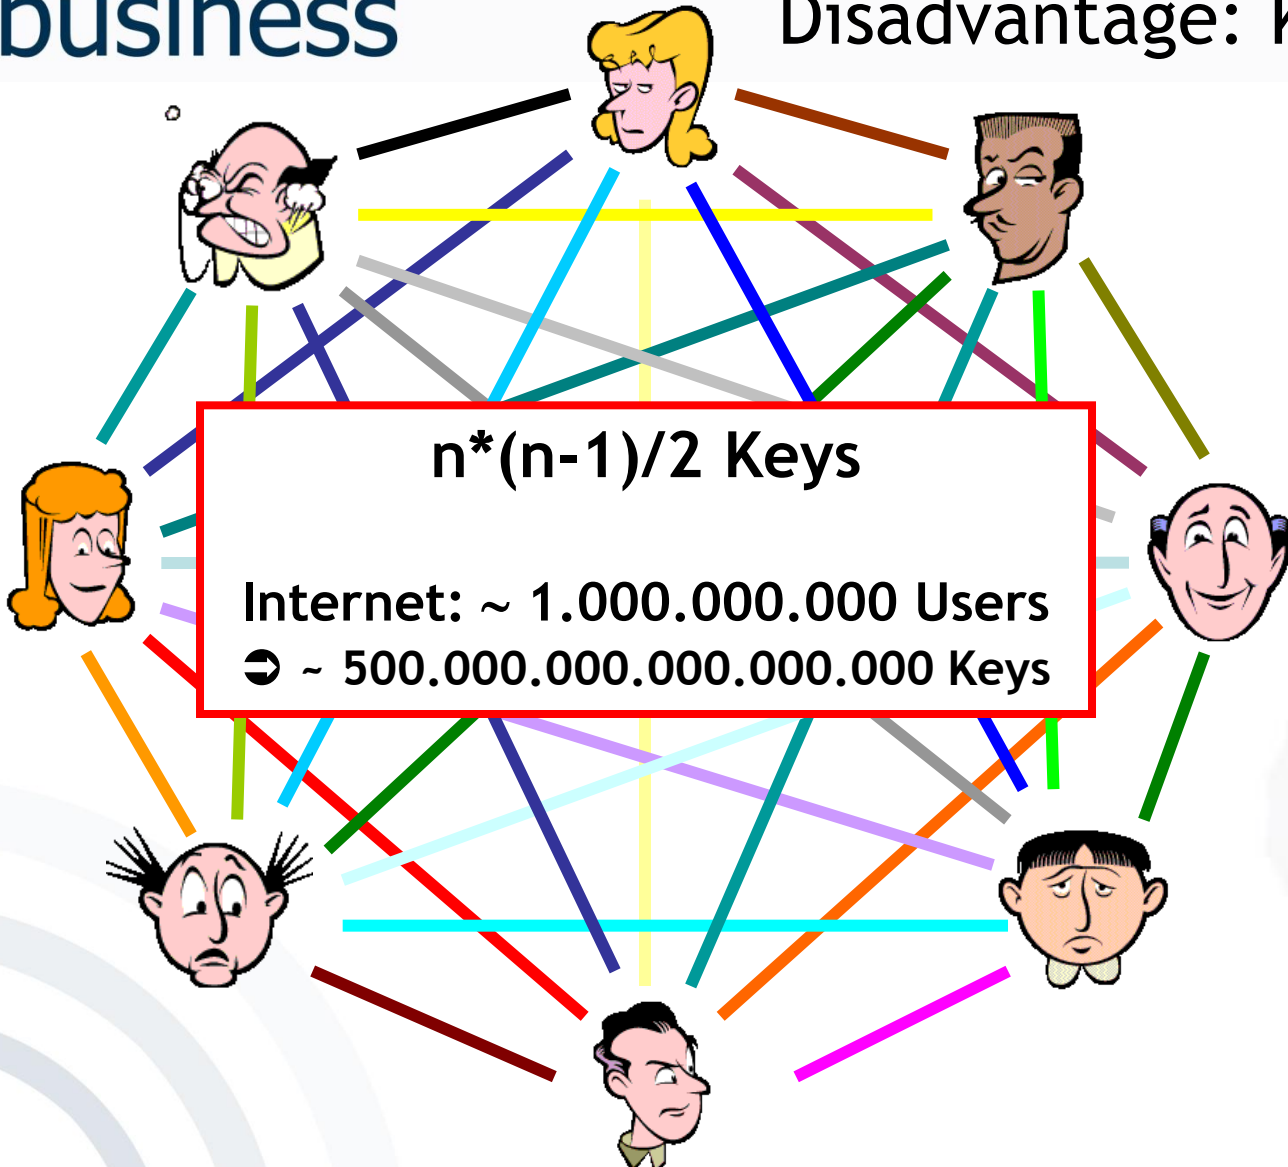 business
Disadvantage:
n*(n-1)/2 Keys
Internet: ~ 1.000.000.000 Users
➲ ~ 500.000.000.000.000.000 Keys